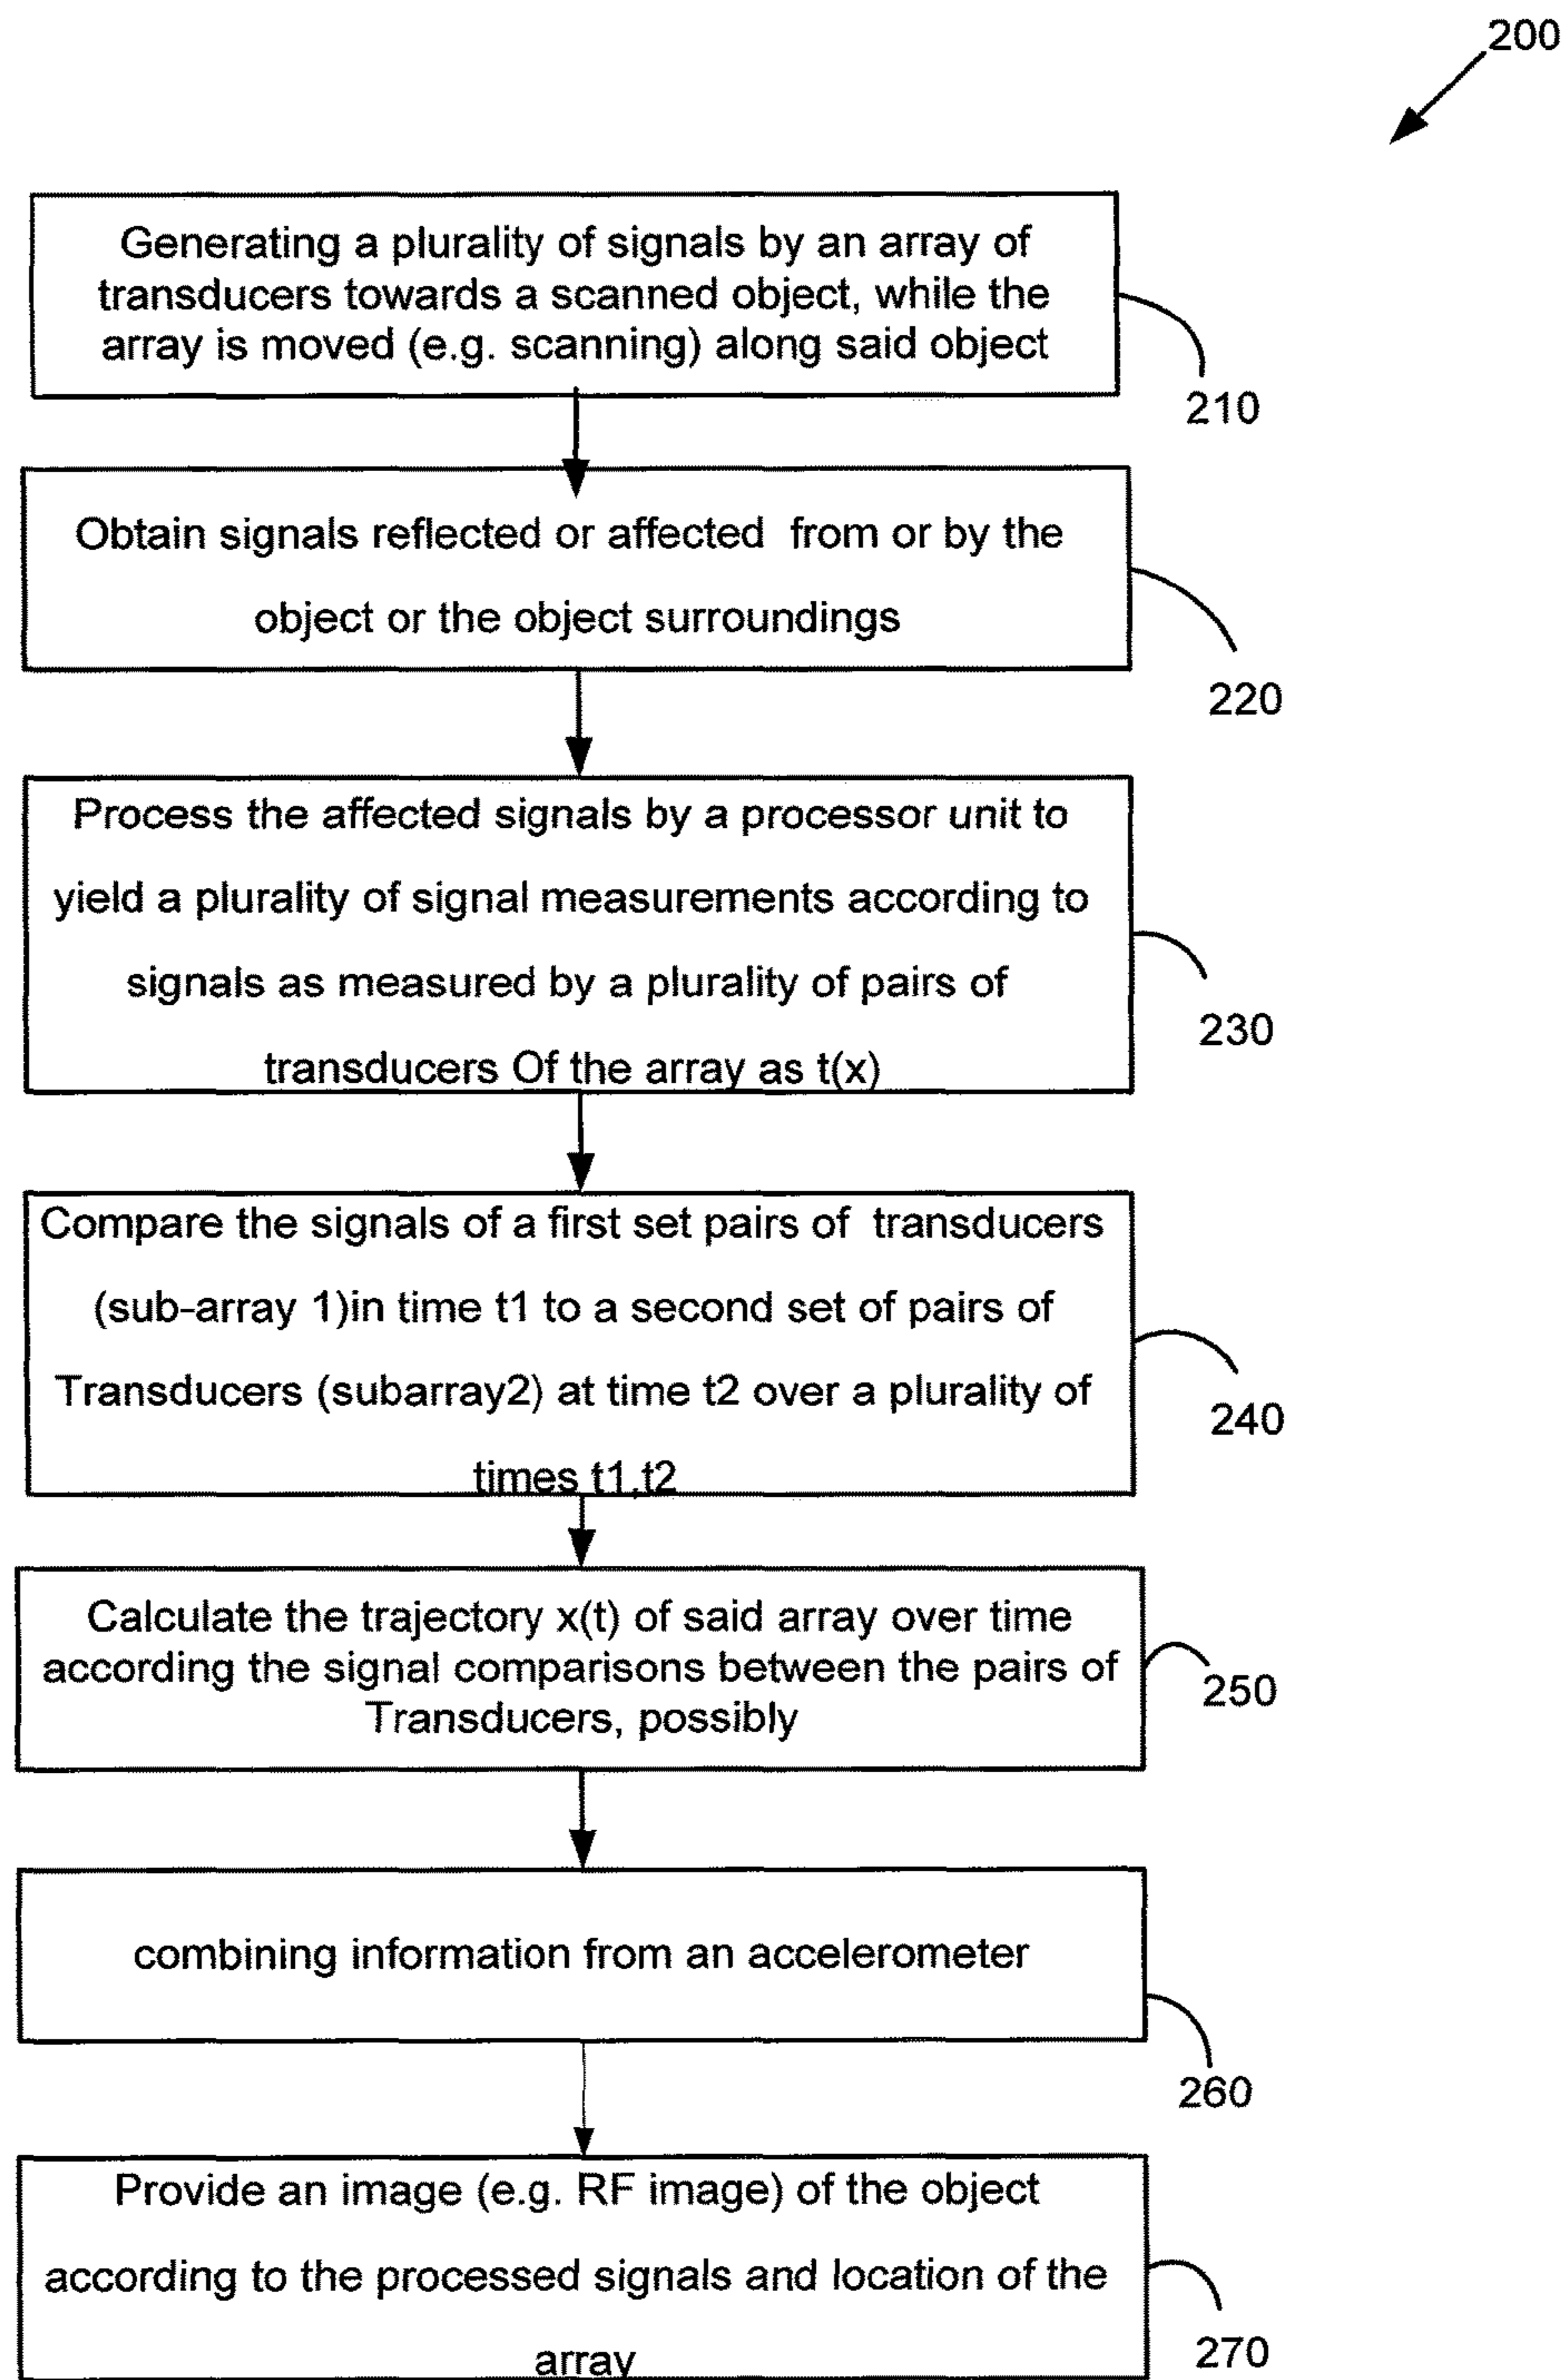 200
Generating a plurality of signals by an array of
transducers towards a scanned object, while the
array is moved (e.g. scanning) along said object
210
Obtain signals reflected or affected from or by the
object or the object surroundings
220
Process the affected signals by a processor unit to
yield a plurality of signal measurements according to
signals as measured by a plurality of pairs of
transducers Of the array as t(x)
230
Compare the signals of a first set pairs of transducers
(sub-array 1)in time t1 to a second set of pairs of
Transducers (subarray2) at time t2 over a plurality of
times t1,t2
240
Calculate the trajectory x(t) of said array over time
according the signal comparisons between the pairs of
Transducers, possibly
250
combining information from an accelerometer
260
Provide an image (e.g. RF image) of the object
according to the processed signals and location of the
array
270